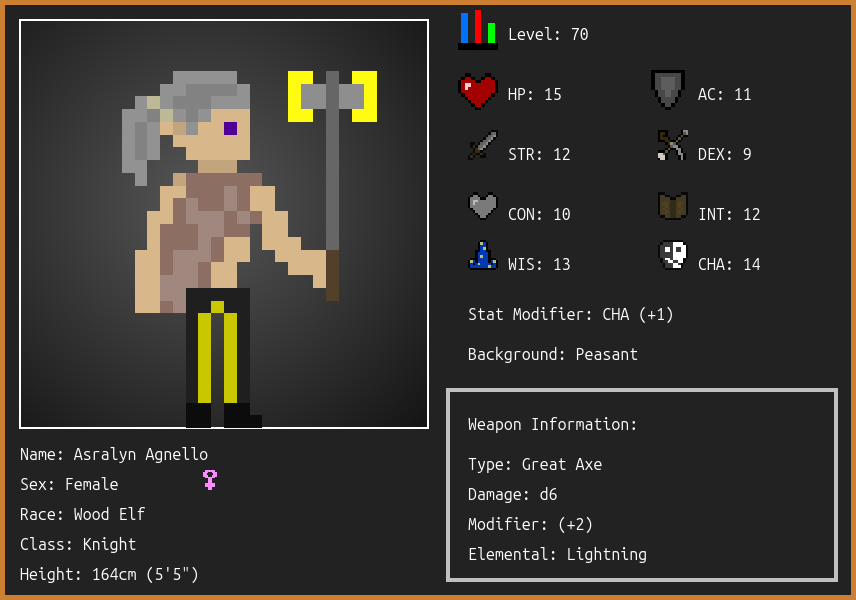 Level: 70
HP: 15
AC: 11
STR: 12
DEX: 9
CON: 10
INT: 12
WIS: 13
CHA: 14
Stat Modifier: CHA (+1)
Background: Peasant
Weapon Information:
Type: Great Axe
Damage: d6
Modifier: (+2)
Elemental: Lightning
Name: Asralyn Agnello
Sex: Female
Race: Wood Elf
Class: Knight
Height: 164cm (5'5")